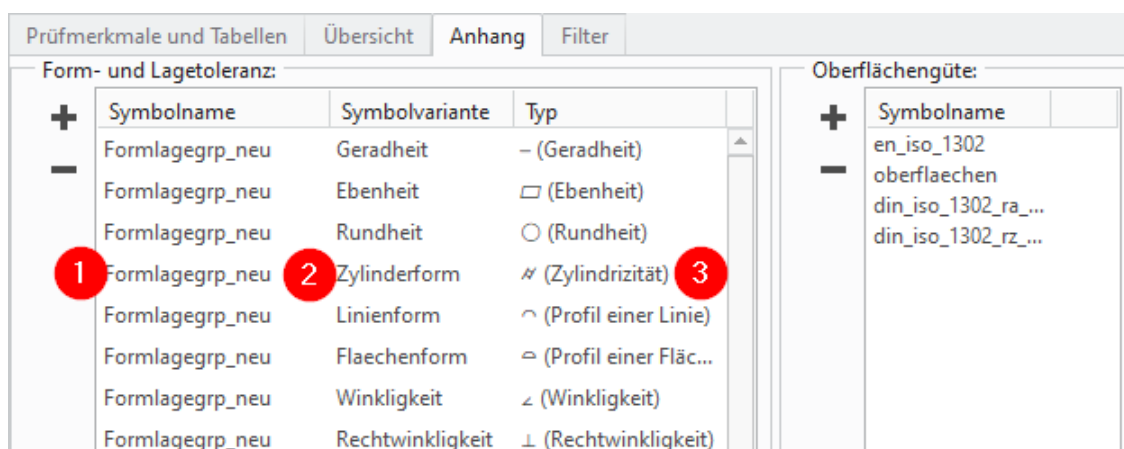 Prüfmerkmale und Tabellen Übersicht Anhang Filter
Form- und Lagetoleranz: Oberflächengüte:
Symbolname Symbolvariante Typ Symbolname
Formlagegrp_neu Geradheit – (Geradheit) en_iso_1302
oberflaechen
Formlagegrp_neu Ebenheit ▱ (Ebenheit) din_iso_1302_ra_...
Formlagegrp_neu Rundheit ○ (Rundheit) din_iso_1302_rz_...
1 Formlagegrp_neu 2 Zylinderform ⌭ (Zylindrizität) 3
Formlagegrp_neu Linienform ⌒ (Profil einer Linie)
Formlagegrp_neu Flaechenform ⌓ (Profil einer Fläc...
Formlagegrp_neu Winkligkeit ∠ (Winkligkeit)
Formlagegrp_neu Rechtwinkligkeit ⊥ (Rechtwinkligkeit)